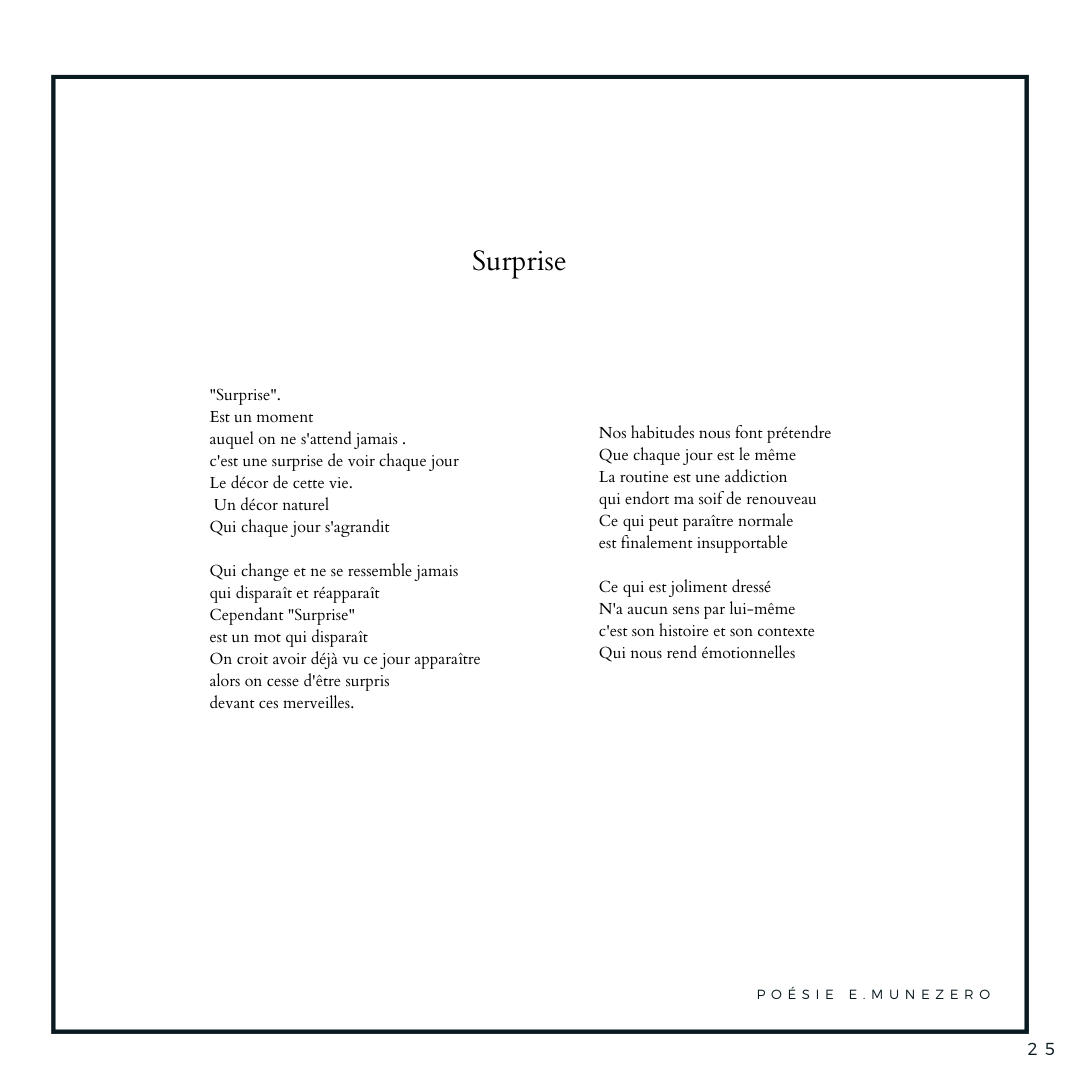 Surprise
"Surprise".
Est un moment
auquel on ne s'attend jamais .
c'est une surprise de voir chaque jour
Le décor de cette vie.
Un décor naturel
Qui chaque jour s'agrandit
Qui change et ne se ressemble jamais
qui disparaît et réapparaît
Cependant "Surprise"
est un mot qui disparaît
On croit avoir déjà vu ce jour apparaître
alors on cesse d'être surpris
devant ces merveilles.
Nos habitudes nous font prétendre
Que chaque jour est le même
La routine est une addiction
qui endort ma soif de renouveau
Ce qui peut paraître normale
est finalement insupportable
Ce qui est joliment dressé
N'a aucun sens par lui-même
c'est son histoire et son contexte
Qui nous rend émotionnelles
POÉSIE E.MUNEZERO
25